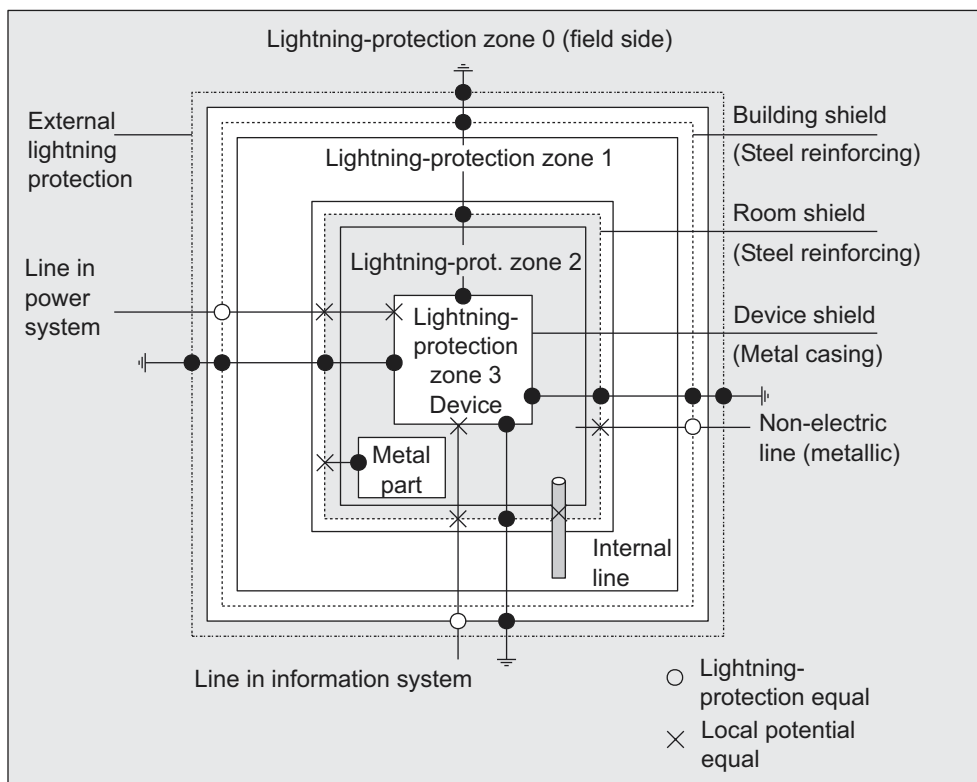 Lightning-protection zone 0 (field side)
External
lightning
protection
Building shield
(Steel reinforcing)
Lightning-protection zone 1
Room shield
(Steel reinforcing)
Lightning-prot. zone 2
Line in
power
system
Lightning-
protection
zone 3
Device
Device shield
(Metal casing)
Non-electric
line (metallic)
Metal
part
Internal
line
Line in information system
Lightning-
protection equal
Local potential
equal